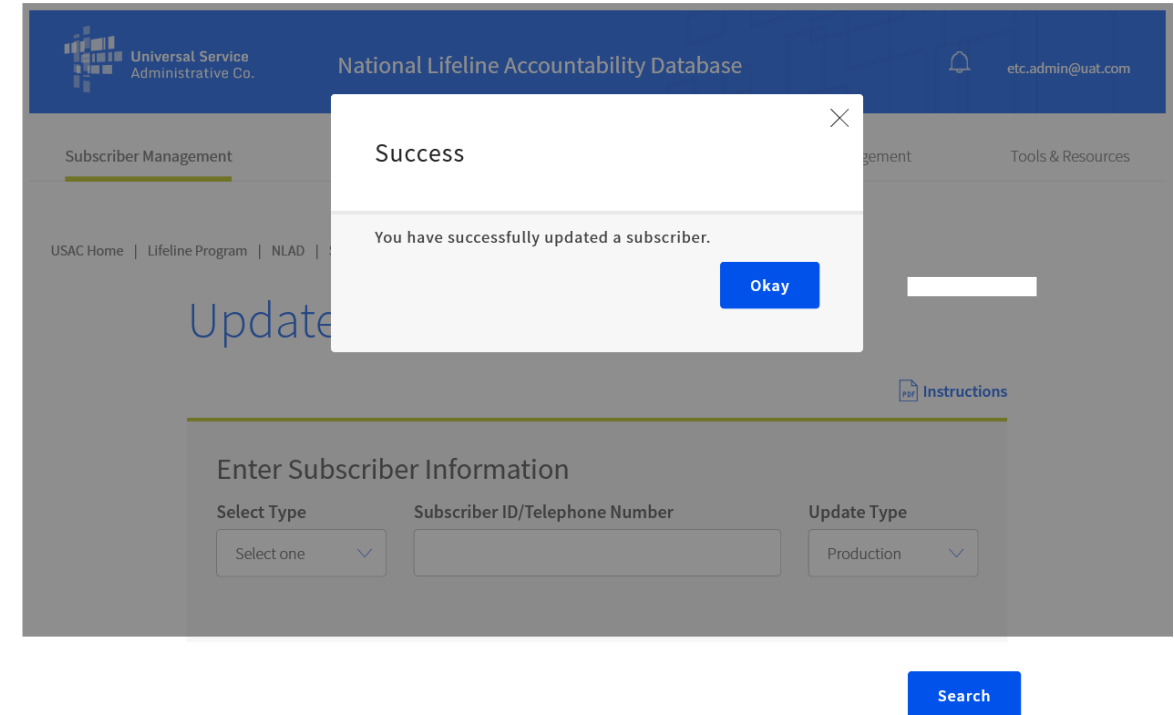 Universal Service
Administrative Co.
National Lifeline Accountability Database
etc.admin@uat.com
Success
Subscriber Management
gement
Tools & Resources
You have successfully updated a subscriber.
USAC Home | Lifeline Program | NLAD |
Okay
Update
PDF Instructions
Enter Subscriber Information
Select Type
Subscriber ID/Telephone Number
Update Type
Select one
Production
Search